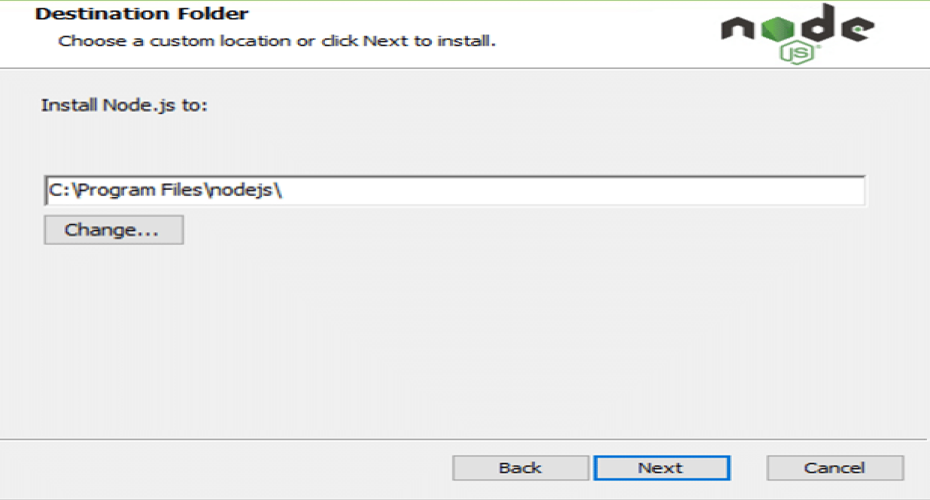 Destination Folder
Choose a custom location or click Next to install.
node
JS
Install Node.js to:
C:\Program Files\nodejs\
Change...
Back
Next
Cancel